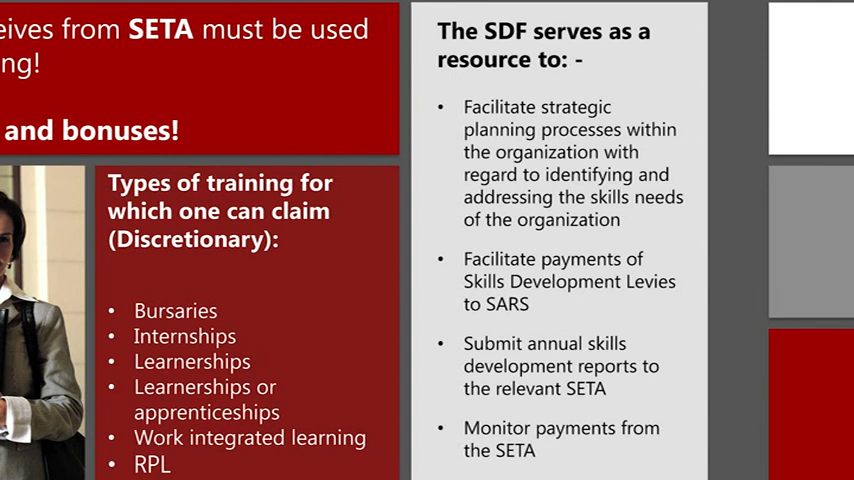 eives from SETA must be used
ng!
and bonuses!
Types of training for
which one can claim
(Discretionary):
• Bursaries
• Internships
• Learnerships
• Learnerships or
apprenticeships
• Work integrated learning
• RPL
The SDF serves as a
resource to: -
• Facilitate strategic
planning processes within
the organization with
regard to identifying and
addressing the skills needs
of the organization
• Facilitate payments of
Skills Development Levies
to SARS
• Submit annual skills
development reports to
the relevant SETA
• Monitor payments from
the SETA